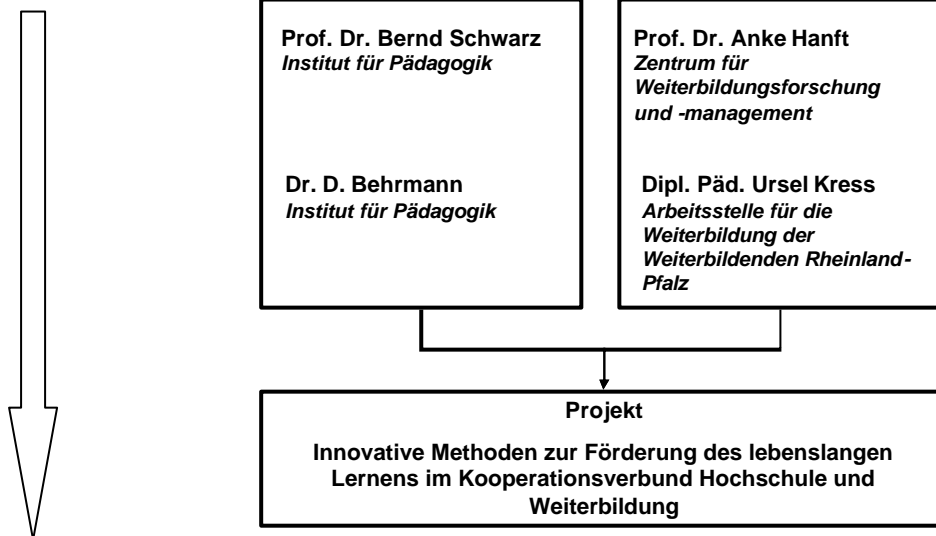 Prof. Dr. Bernd Schwarz
Institut für Pädagogik
Dr. D. Behrmann
Institut für Pädagogik
Prof. Dr. Anke Hanft
Zentrum für
Weiterbildungsforschung
und -management
Dipl. Päd. Ursel Kress
Arbeitsstelle für die
Weiterbildung der
Weiterbildenden Rheinland-
Pfalz
Projekt
Innovative Methoden zur Förderung des lebenslangen
Lernens im Kooperationsverbund Hochschule und
Weiterbildung